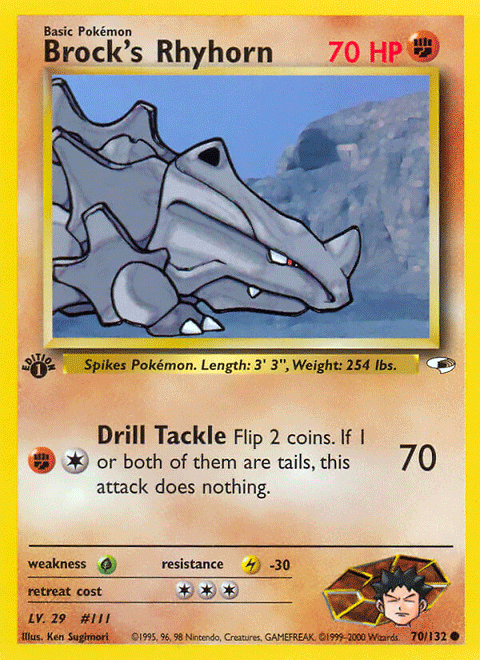 Basic Pokémon
Brock's Rhyhorn 70 HP
EDITION
1
Spikes Pokémon. Length: 3' 3", Weight: 254 lbs.
Drill Tackle Flip 2 coins. If 1
or both of them are tails, this
attack does nothing.
70
weakness resistance -30
retreat cost
LV. 29 #111
Illus. Ken Sugimori ©1995, 96, 98 Nintendo, Creatures, GAMEFREAK. ©1999-2000 Wizards. 70/132